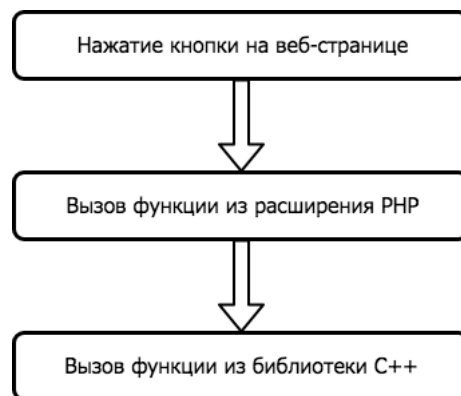 Нажатие кнопки на веб-странице
Вызов функции из расширения PHP
Вызов функции из библиотеки C++